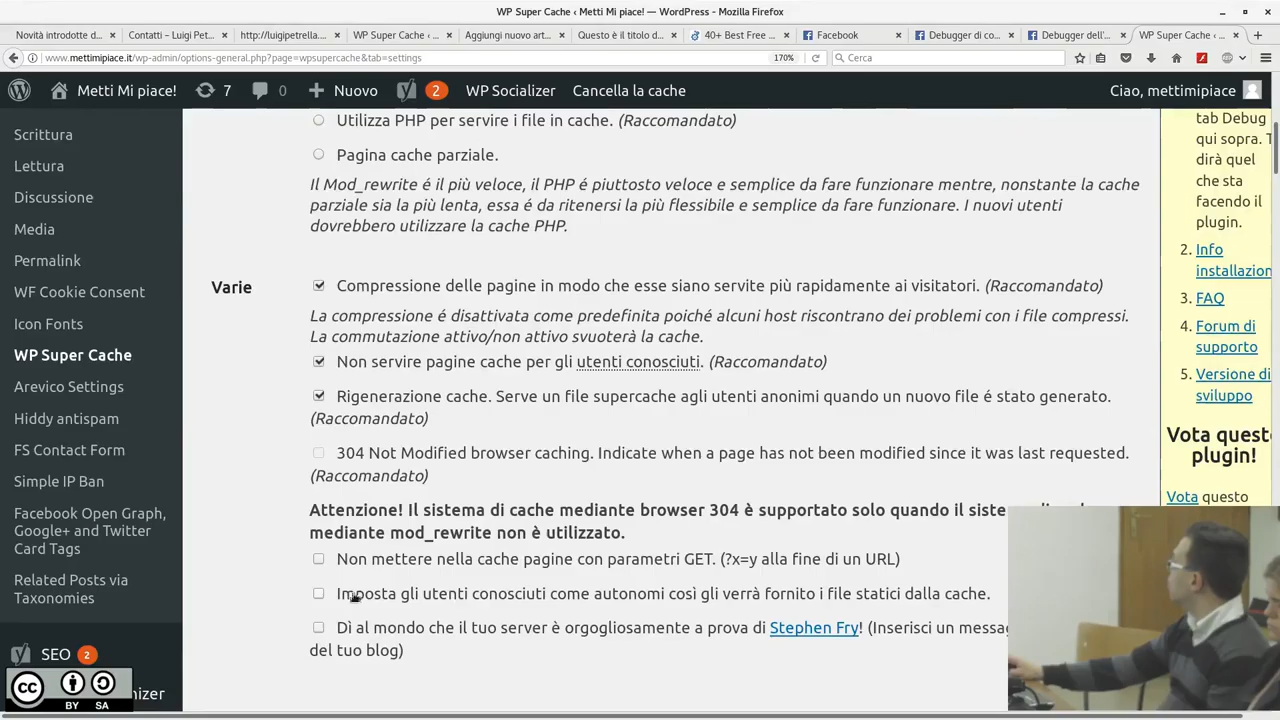 WP Super Cache ‹ Metti Mi piace! — WordPress - Mozilla Firefox
Novità introdotte d...
Contatti – Luigi Pet...
http://luigipetrella....
WP Super Cache ‹ ...
Aggiungi nuovo art...
Questo è il titolo d...
40+ Best Free ...
Facebook
Debugger di co...
Debugger dell'...
WP Super Cache ‹ ...
www.mettimipiace.it/wp-admin/options-general.php?page=wpsupercache&tab=settings
170%
Cerca
Metti Mi piace!
7
0
Nuovo
2
WP Socializer
Cancella la cache
Ciao, mettimipiace
Scrittura
Lettura
Discussione
Media
Permalink
WF Cookie Consent
Icon Fonts
WP Super Cache
Arevico Settings
Hiddy antispam
FS Contact Form
Simple IP Ban
Facebook Open Graph,
Google+ and Twitter
Card Tags
Related Posts via
Taxonomies
SEO 2
nizer
BY SA
Utilizza PHP per servire i file in cache. (Raccomandato)
Pagina cache parziale.
Il Mod_rewrite é il più veloce, il PHP é piuttosto veloce e semplice da fare funzionare mentre, nonstante la cache
parziale sia la più lenta, essa é da ritenersi la più flessibile e semplice da fare funzionare. I nuovi utenti
dovrebbero utilizzare la cache PHP.
Varie
Compressione delle pagine in modo che esse siano servite più rapidamente ai visitatori. (Raccomandato)
La compressione é disattivata come predefinita poiché alcuni host riscontrano dei problemi con i file compressi.
La commutazione attivo/non attivo svuoterà la cache.
Non servire pagine cache per gli utenti conosciuti. (Raccomandato)
Rigenerazione cache. Serve un file supercache agli utenti anonimi quando un nuovo file é stato generato.
(Raccomandato)
304 Not Modified browser caching. Indicate when a page has not been modified since it was last requested.
(Raccomandato)
Attenzione! Il sistema di cache mediante browser 304 è supportato solo quando il
mediante mod_rewrite non è utilizzato.
Non mettere nella cache pagine con parametri GET. (?x=y alla fine di un URL)
Imposta gli utenti conosciuti come autonomi così gli verrà fornito i file statici dalla cache.
Dì al mondo che il tuo server è orgogliosamente a prova di Stephen Fry! (Inserisci un
del tuo blog)
tab Debug
qui sopra.
dirà quel
che sta
facendo il
plugin.
2. Info
installazion
3. FAQ
4. Forum di
supporto
5. Versione di
sviluppo
Vota quest
plugin!
Vota questo